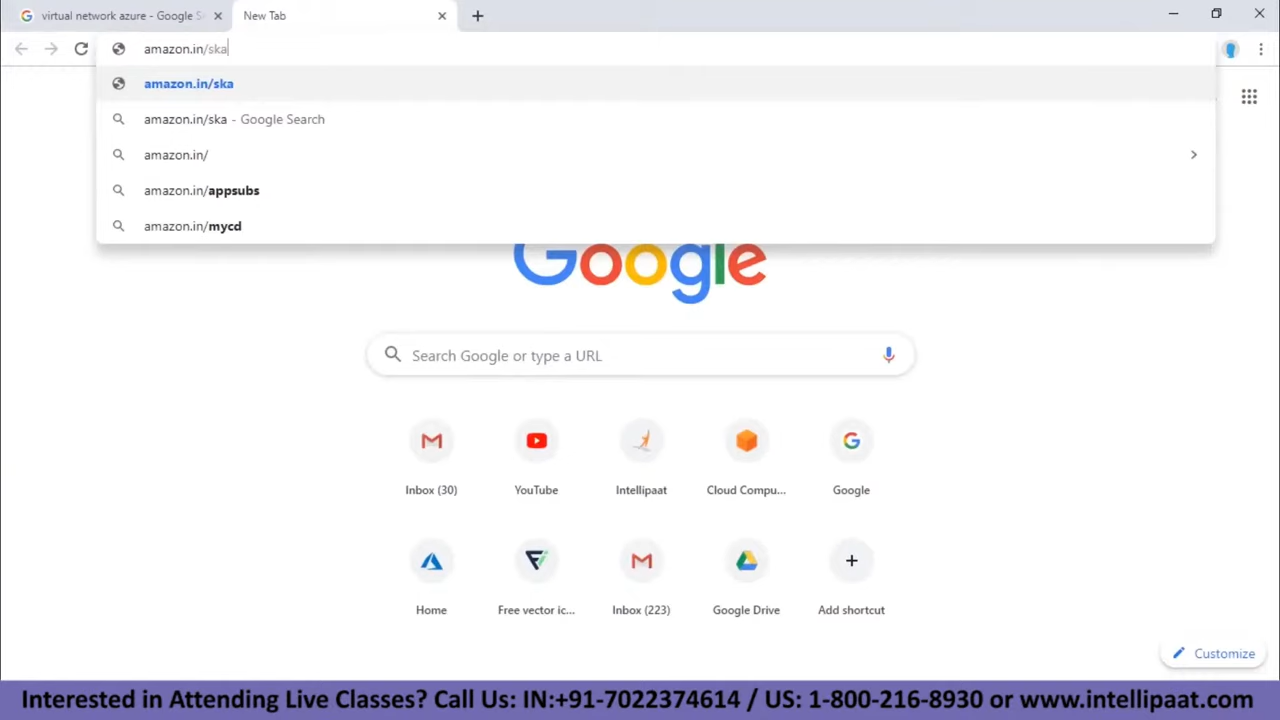 virtual network azure - Google S
New Tab
amazon.in/ska
amazon.in/ska
amazon.in/ska - Google Search
amazon.in/
amazon.in/appsubs
amazon.in/mycd
Google
Search Google or type a URL
Inbox (30)
YouTube
Intellipaat
Cloud Compu...
Google
Home
Free vector ic...
Inbox (223)
Google Drive
Add shortcut
Customize
Interested in Attending Live Classes? Call Us: IN:+91-7022374614 / US: 1-800-216-8930 or www.intellipaat.com